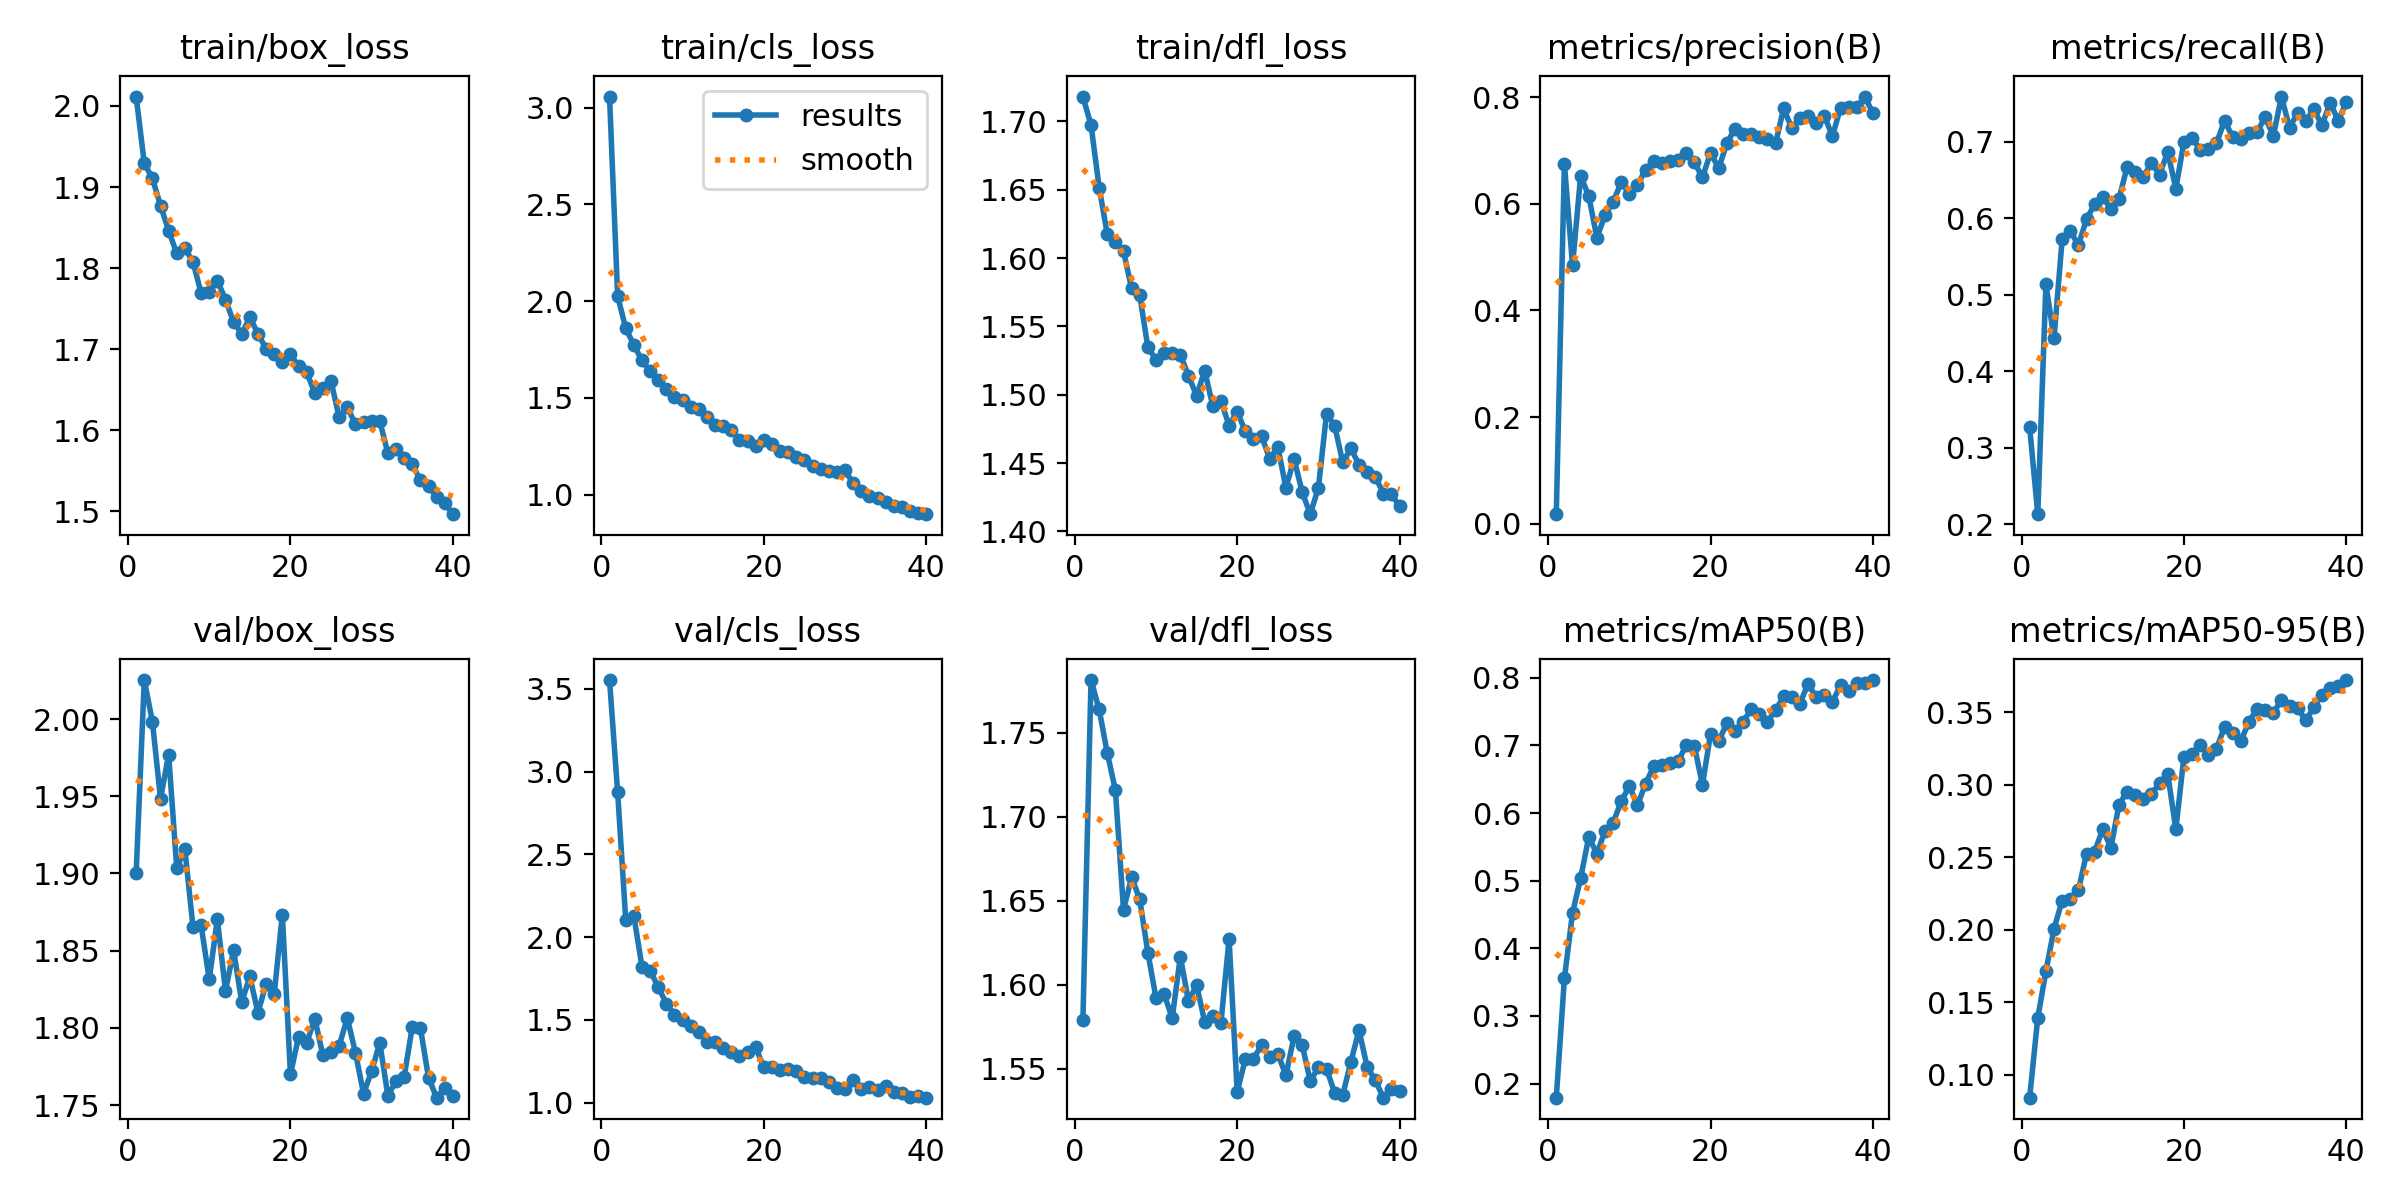 train/box_loss
train/cls_loss
train/dfl_loss
metrics/precision(B)
metrics/recall(B)
2.0
1.9
1.8
1.7
1.6
1.5
0 20 40
3.0
2.5
2.0
1.5
1.0
results
smooth
0 20 40
1.70
1.65
1.60
1.55
1.50
1.45
1.40
0 20 40
0.8
0.6
0.4
0.2
0.0
0 20 40
0.7
0.6
0.5
0.4
0.3
0.2
0 20 40
val/box_loss
val/cls_loss
val/dfl_loss
metrics/mAP50(B)
metrics/mAP50-95(B)
2.00
1.95
1.90
1.85
1.80
1.75
0 20 40
3.5
3.0
2.5
2.0
1.5
1.0
0 20 40
1.75
1.70
1.65
1.60
1.55
0 20 40
0.8
0.7
0.6
0.5
0.4
0.3
0.2
0 20 40
0.35
0.30
0.25
0.20
0.15
0.10
0 20 40